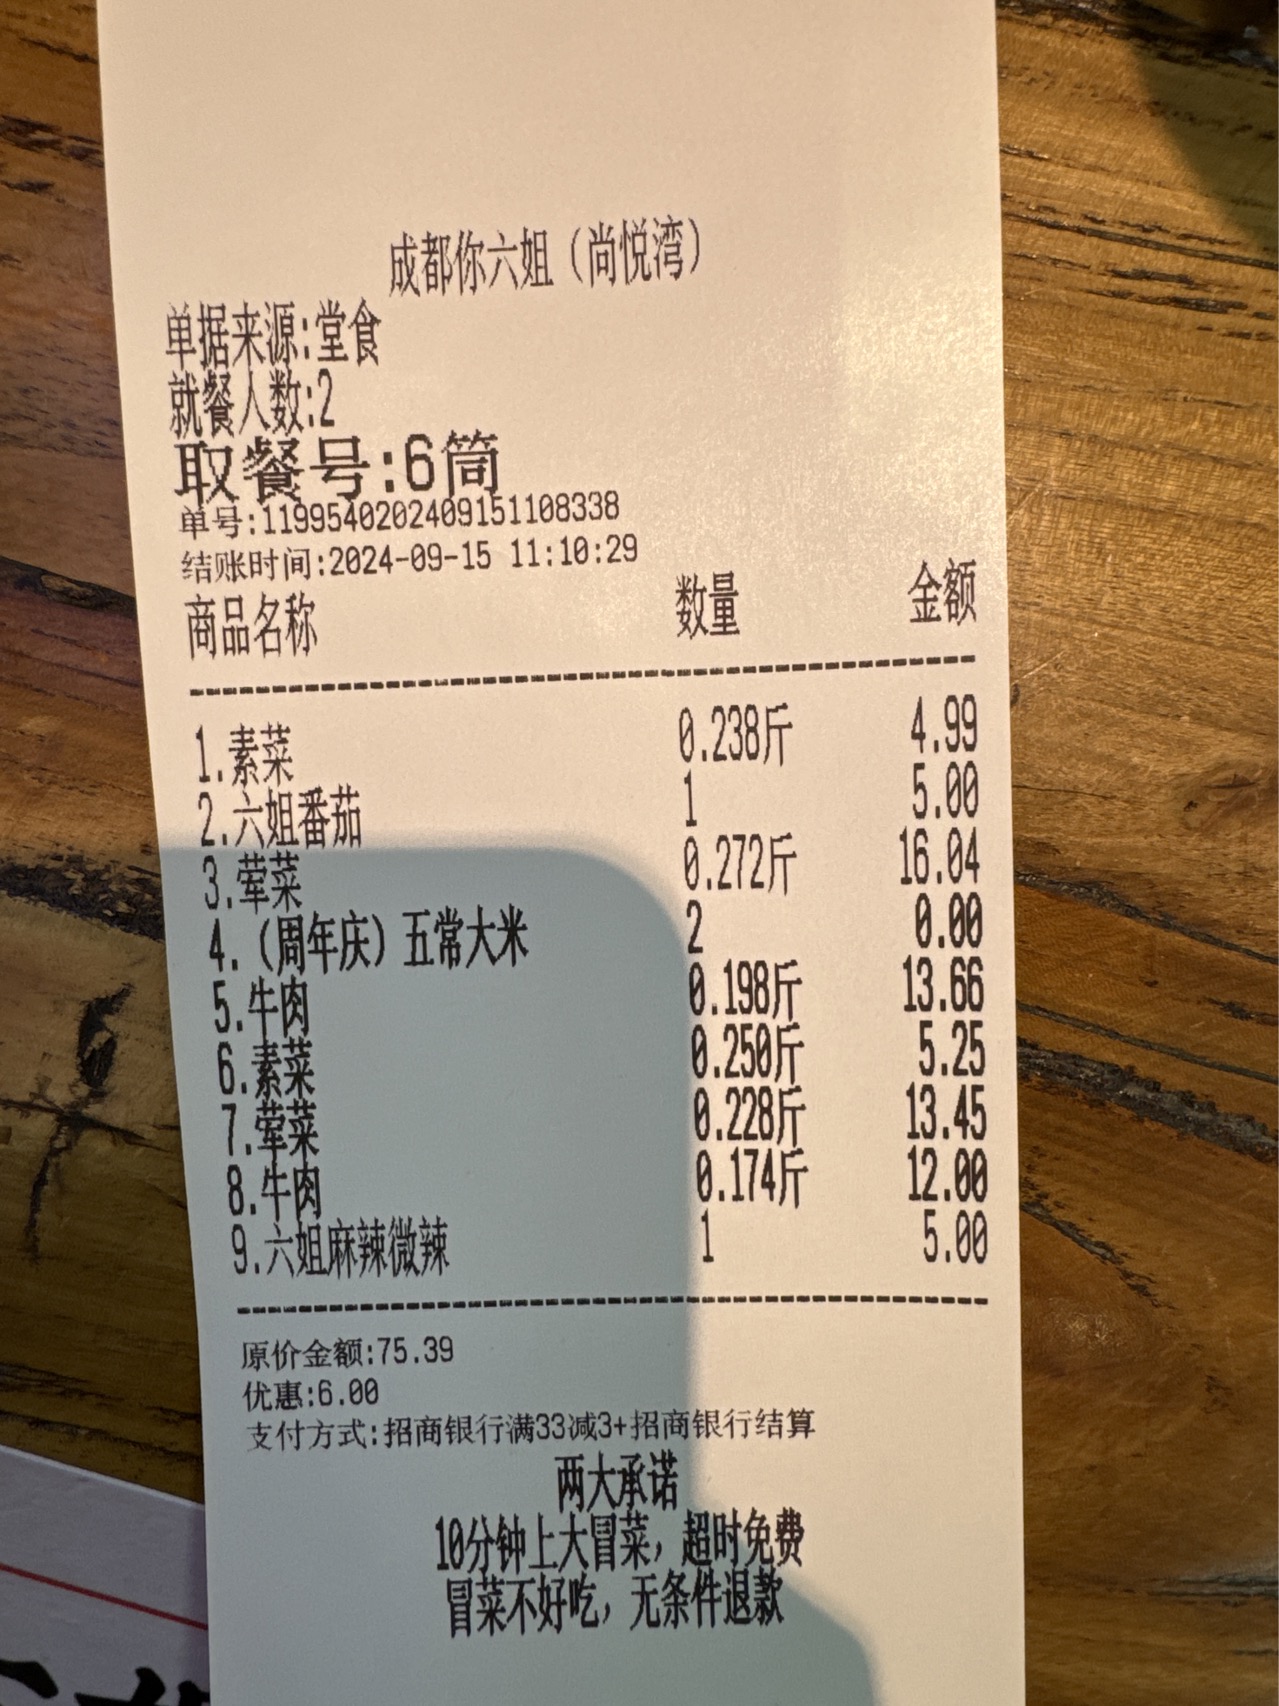 成都你六姐（尚悦湾）
单据来源:堂食
就餐人数:2
取餐号:6筒
单号:1199540202409151108338
结账时间:2024-09-15 11:10:29
商品名称 数量 金额
1.素菜 0.238斤 4.99
2.六姐番茄 1 5.00
3.荤菜 0.272斤 16.04
4.（周年庆）五常大米 2 0.00
5.牛肉 0.198斤 13.66
6.素菜 0.250斤 5.25
7.荤菜 0.228斤 13.45
8.牛肉 0.174斤 12.00
9.六姐麻辣微辣 1 5.00
原价金额:75.39
优惠:6.00
支付方式:招商银行满33减3+招商银行结算
两大承诺
10分钟上大冒菜，超时免费
冒菜不好吃，无条件退款